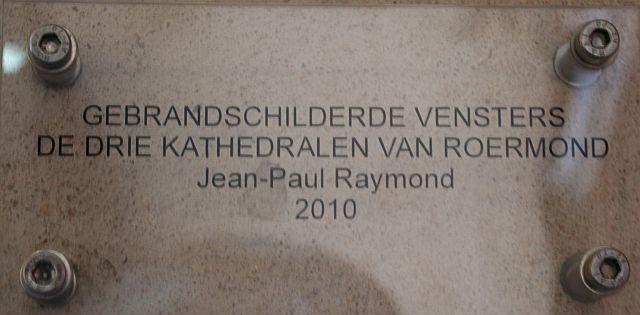 GEBRANDSCHILDERDE VENSTERS
DE DRIE KATHEDRALEN VAN ROERMOND
Jean-Paul Raymond
2010